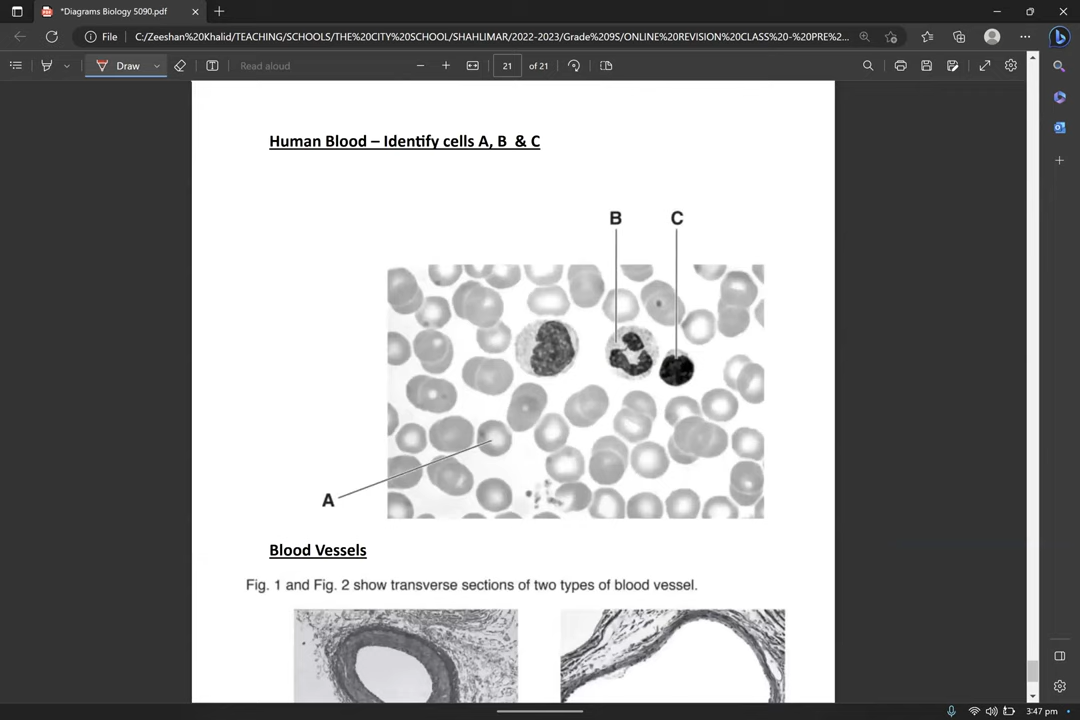 *Diagrams Biology 5090.pdf
File
C:/Zeeshan%20Khalid/TEACHING/SCHOOLS/THE%20CITY%20SCHOOL/SHAHLIMAR/2022-2023/Grade%209S/ONLINE%20REVISION%20CLASS%20-%20PRE%2...
Draw
Read aloud
21
of 21
Human Blood – Identify cells A, B & C
B
C
A
Blood Vessels
Fig. 1 and Fig. 2 show transverse sections of two types of blood vessel.
3:47 pm